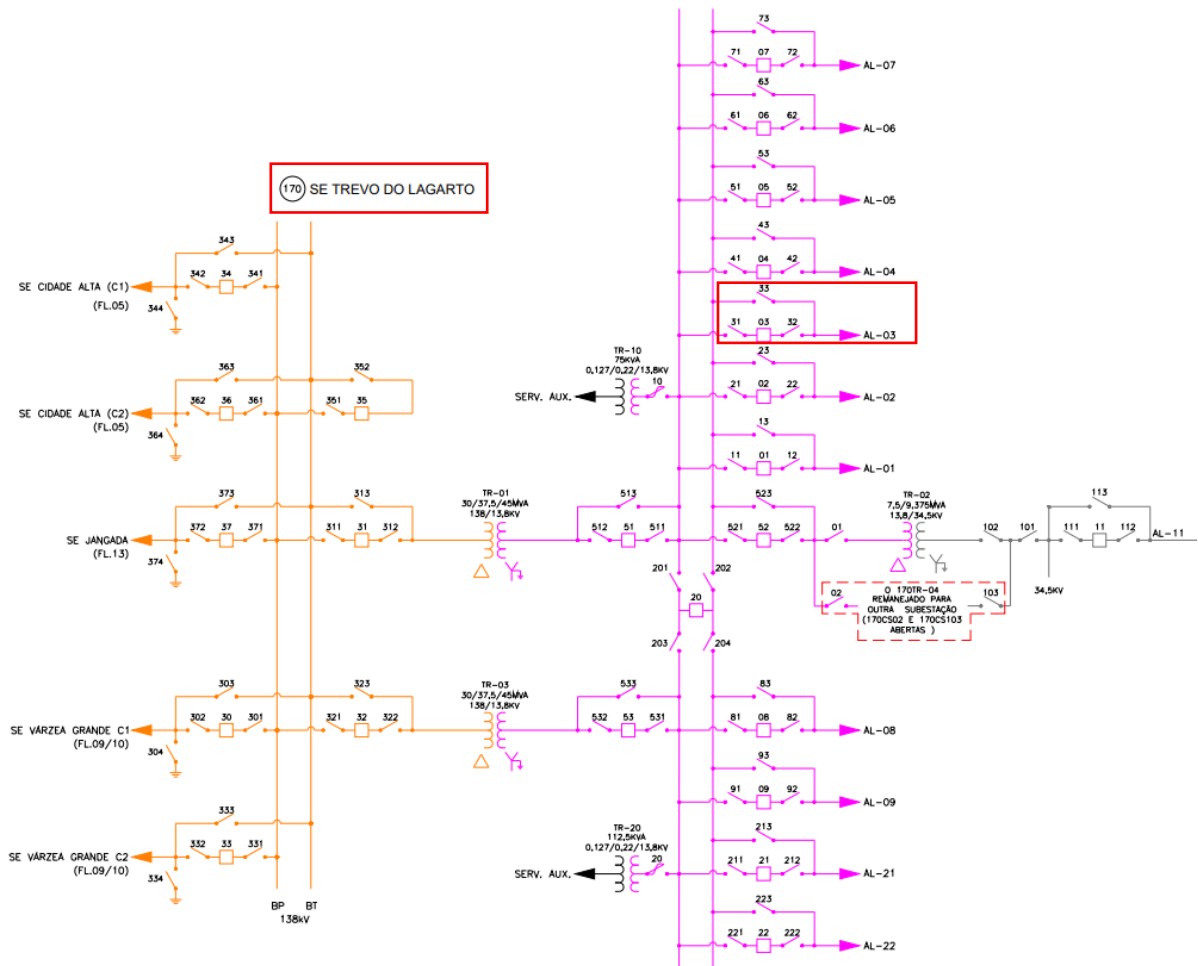 170 SE TREVO DO LAGARTO
73
71 07 72
AL-07
63
61 06 62
AL-06
53
51 05 52
AL-05
43
41 04 42
AL-04
33
31 03 32
AL-03
23
21 02 22
AL-02
13
11 01 12
AL-01
TR-10
75KVA
0,127/0,22/13,8KV
10
SERV. AUX.
343
342 34 341
SE CIDADE ALTA (C1)
(FL.05)
344
363 352
362 36 361 351 35
SE CIDADE ALTA (C2)
(FL.05)
364
373 313
372 37 371 311 31 312
SE JANGADA
(FL.13)
374
TR-01
30/37,5/45MVA
138/13,8KV
513
512 51 511
523
521 52 522
01
TR-02
7,5/9,375MVA
13,8/34,5KV
102 101
113
111 11 112
AL-11
34,5KV
02
O 170TR-04
REMANEJADO PARA
OUTRA SUBESTAÇÃO
(170CS02 E 170CS103
ABERTAS )
103
201 202
20
203 204
303 323
302 30 301 321 32 322
SE VÁRZEA GRANDE C1
(FL.09/10)
304
TR-03
30/37,5/45MVA
138/13,8KV
533
532 53 531
83
81 08 82
AL-08
93
91 09 92
AL-09
333
332 33 331
SE VÁRZEA GRANDE C2
(FL.09/10)
334
TR-20
112,5KVA
0,127/0,22/13,8KV
20
SERV. AUX.
213
211 21 212
AL-21
223
221 22 222
AL-22
BP BT
138kV